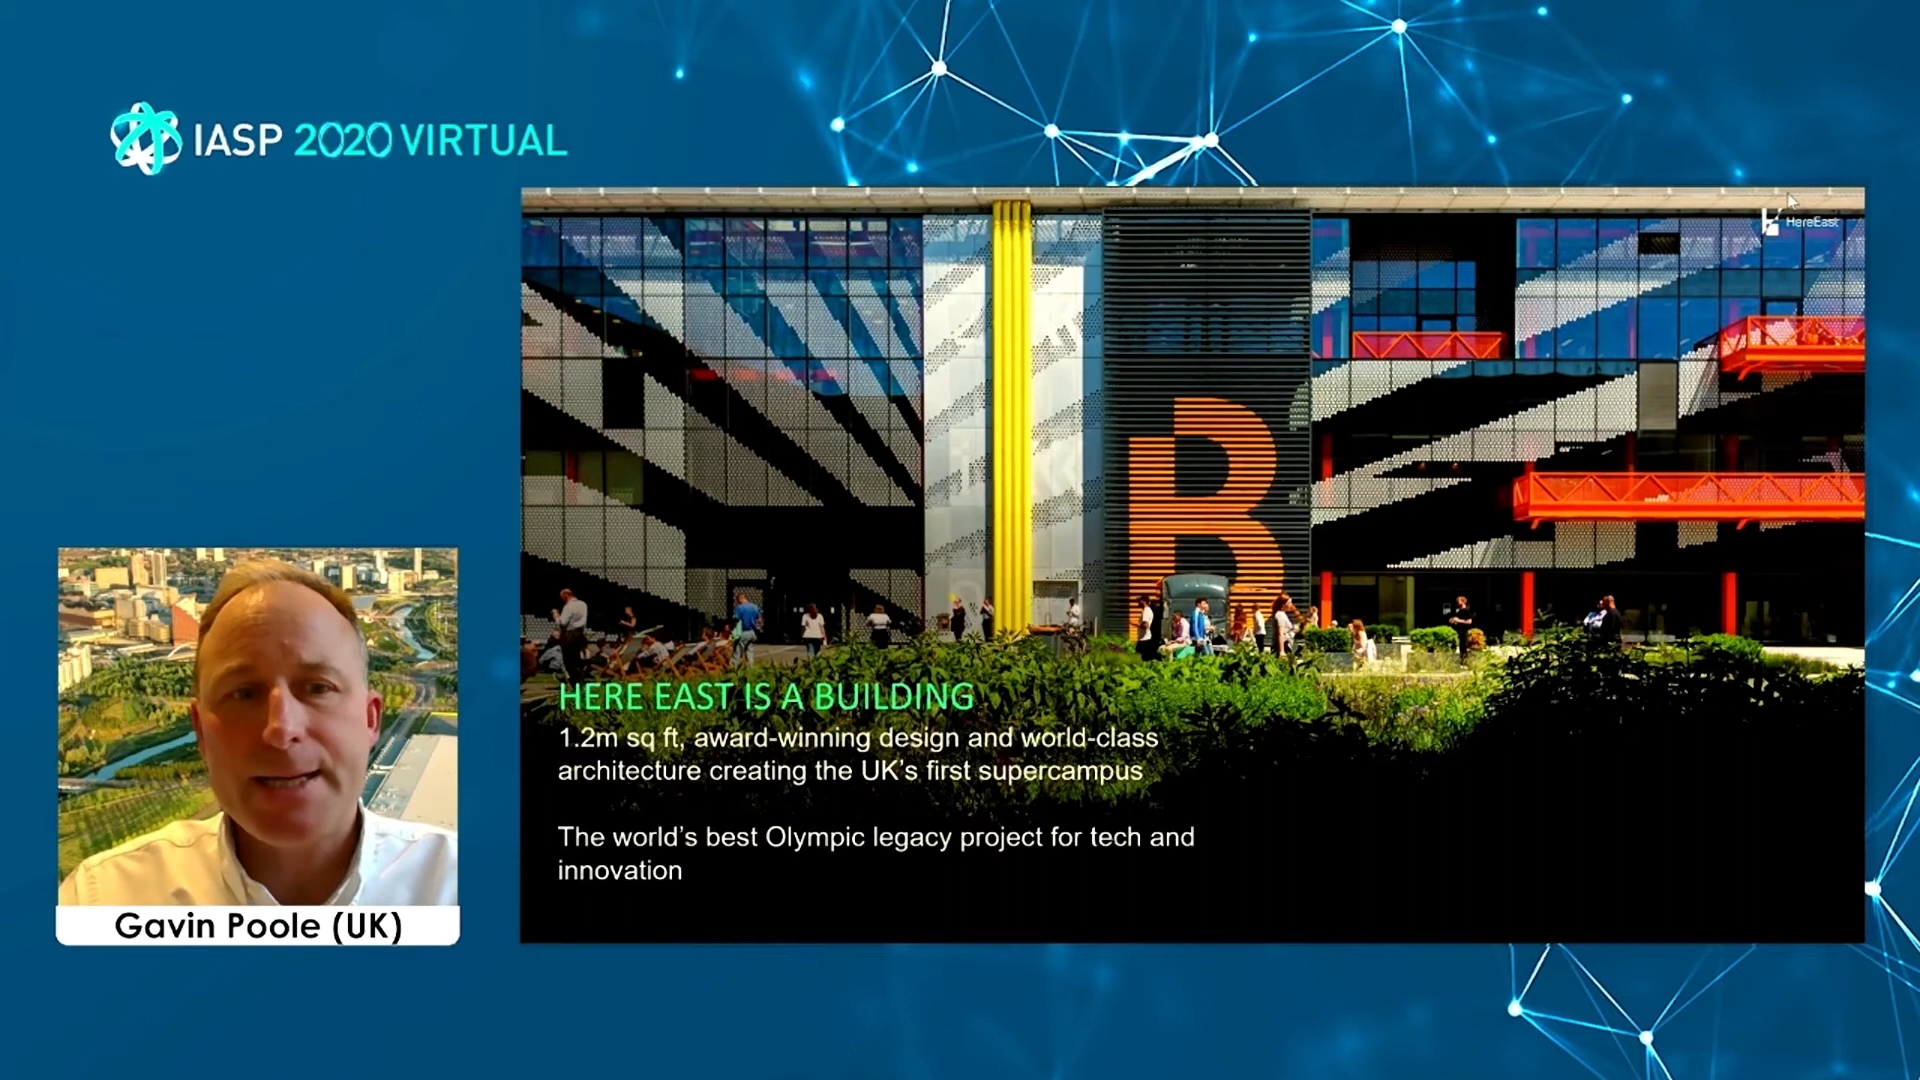 IASP 2020 VIRTUAL
HereEast
B
HERE EAST IS A BUILDING
1.2m sq ft, award-winning design and world-class
architecture creating the UK's first supercampus
The world's best Olympic legacy project for tech and
innovation
Gavin Poole (UK)